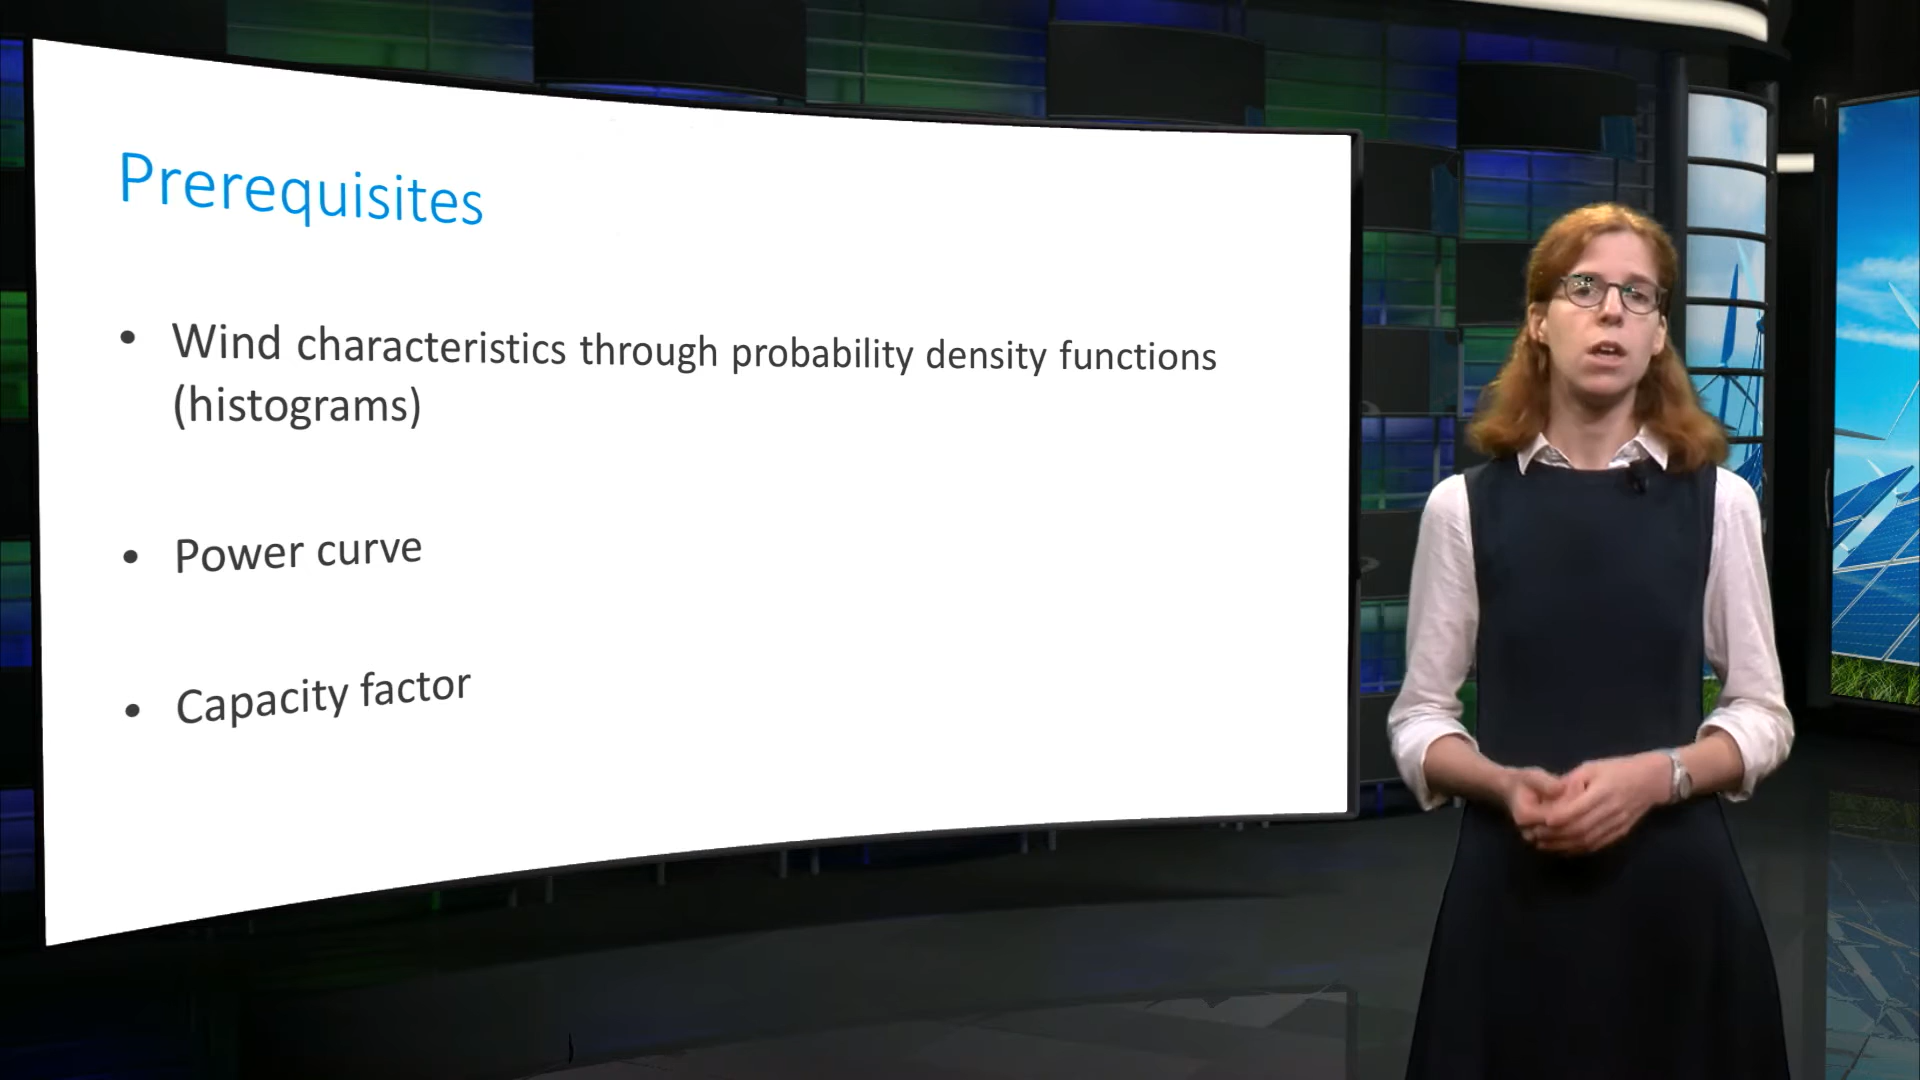 Prerequisites
• Wind characteristics through probability density functions
(histograms)
• Power curve
• Capacity factor